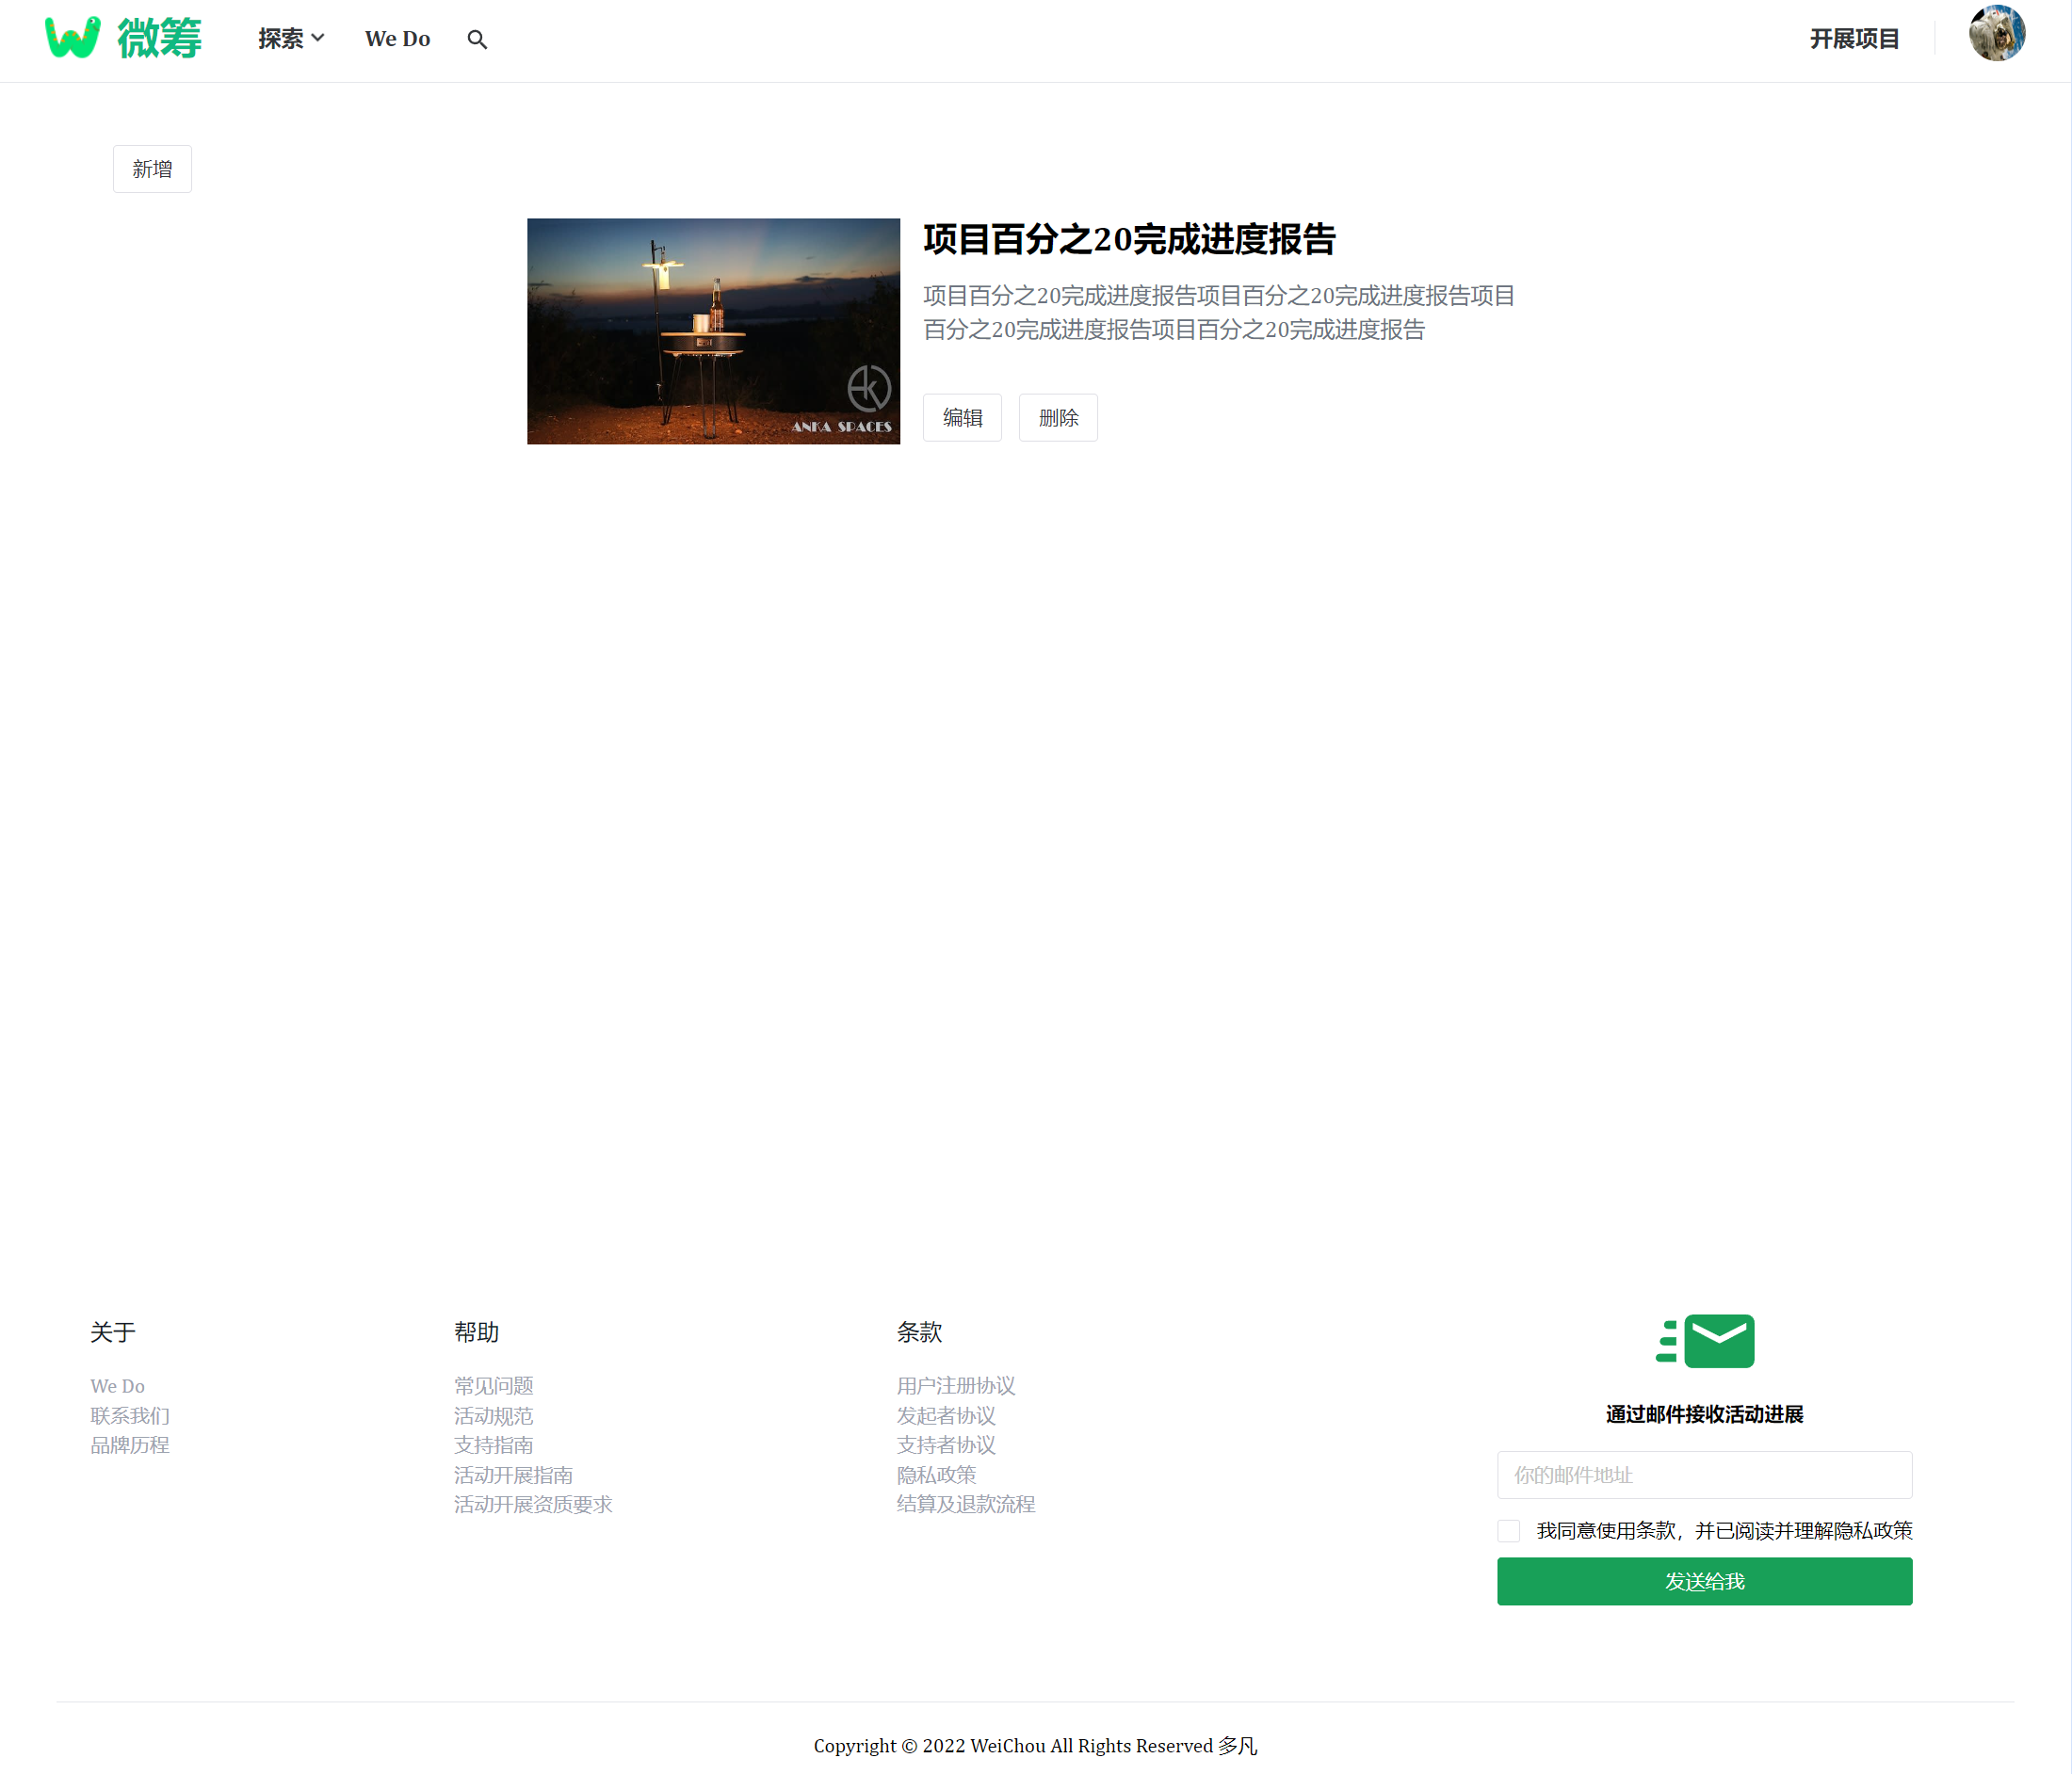 微筹
探索
We Do
开展项目
新增
项目百分之20完成进度报告
项目百分之20完成进度报告项目百分之20完成进度报告项目
百分之20完成进度报告项目百分之20完成进度报告
ANKA SPACES
编辑
删除
关于
We Do
联系我们
品牌历程
帮助
常见问题
活动规范
支持指南
活动开展指南
活动开展资质要求
条款
用户注册协议
发起者协议
支持者协议
隐私政策
结算及退款流程
通过邮件接收活动进展
你的邮件地址
我同意使用条款，并已阅读并理解隐私政策
发送给我
Copyright © 2022 WeiChou All Rights Reserved 多凡